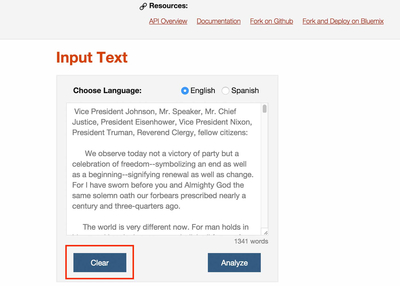 Resources:
API Overview Documentation Fork on Github Fork and Deploy on Bluemix
Input Text
Choose Language: English Spanish
Vice President Johnson, Mr. Speaker, Mr. Chief
Justice, President Eisenhower, Vice President Nixon,
President Truman, Reverend Clergy, fellow citizens:
We observe today not a victory of party but a
celebration of freedom--symbolizing an end as well
as a beginning--signifying renewal as well as change.
For I have sworn before you and Almighty God the
same solemn oath our forbears prescribed nearly a
century and three-quarters ago.
The world is very different now. For man holds in
1341 words
Clear Analyze